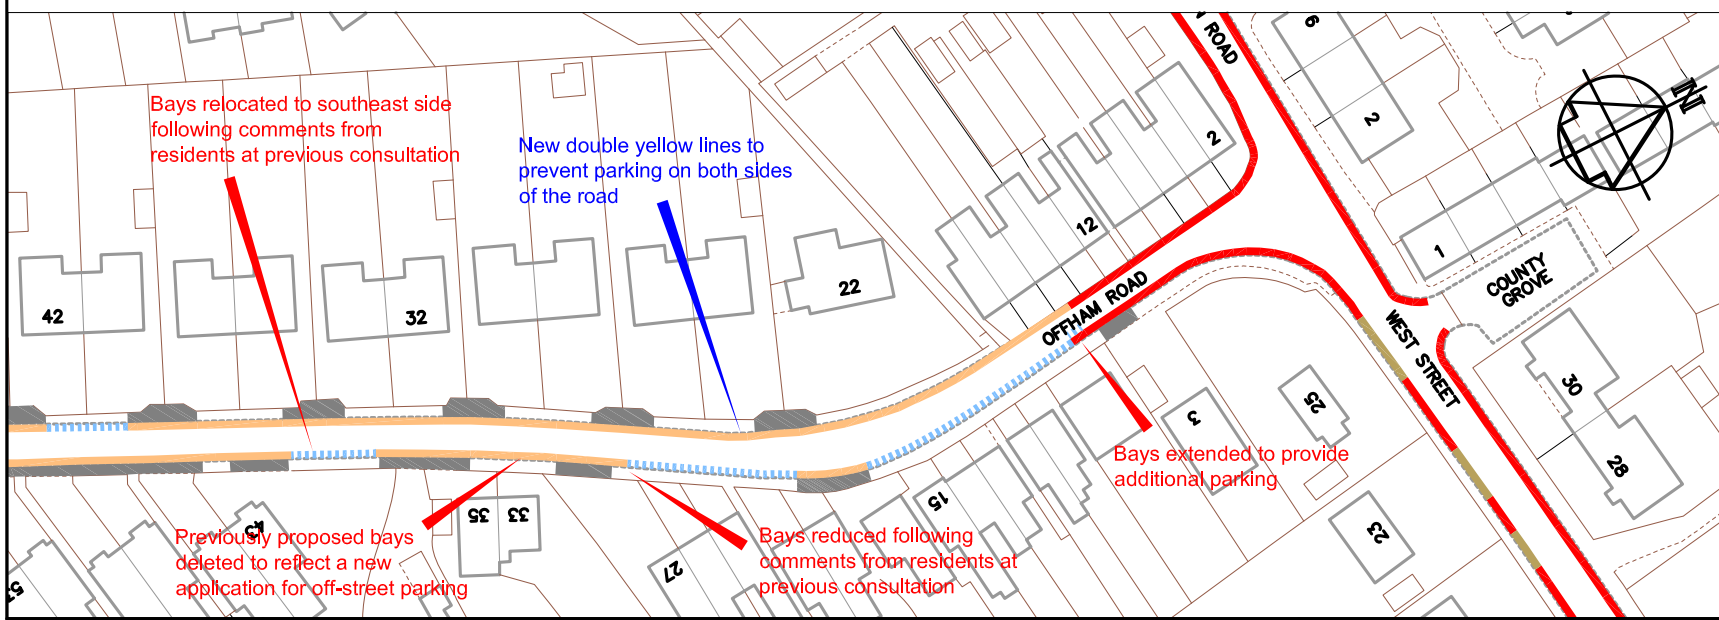 Bays relocated to southeast side
following comments from
residents at previous consultation
New double yellow lines to
prevent parking on both sides
of the road
ROAD
6
2
2
12
1
COUNTY
GROVE
N
42
32
22
OFFHAM ROAD
WEST STREET
30
28
25
23
3
15
Bays extended to provide
additional parking
Previously proposed bays
deleted to reflect a new
application for off-street parking
43
35
33
27
Bays reduced following
comments from residents at
previous consultation